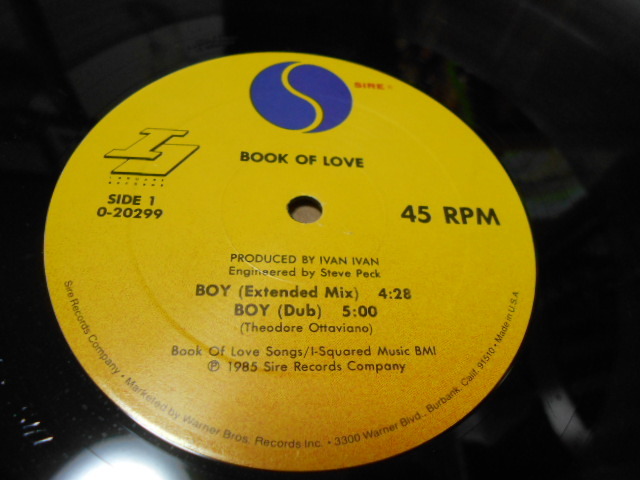 SIRE
BOOK OF LOVE
I SQUARE
RECORDS
SIDE 1
0-20299
45 RPM
PRODUCED BY IVAN IVAN
Engineered by Steve Peck
BOY (Extended Mix) 4:28
BOY (Dub) 5:00
(Theodore Ottaviano)
Book Of Love Songs/I-Squared Music BMI
℗ 1985 Sire Records Company
Sire Records Company • Marketed by Warner Bros. Records Inc. • 3300 Warner Blvd., Burbank, Calif. 91510 • Made in U.S.A.